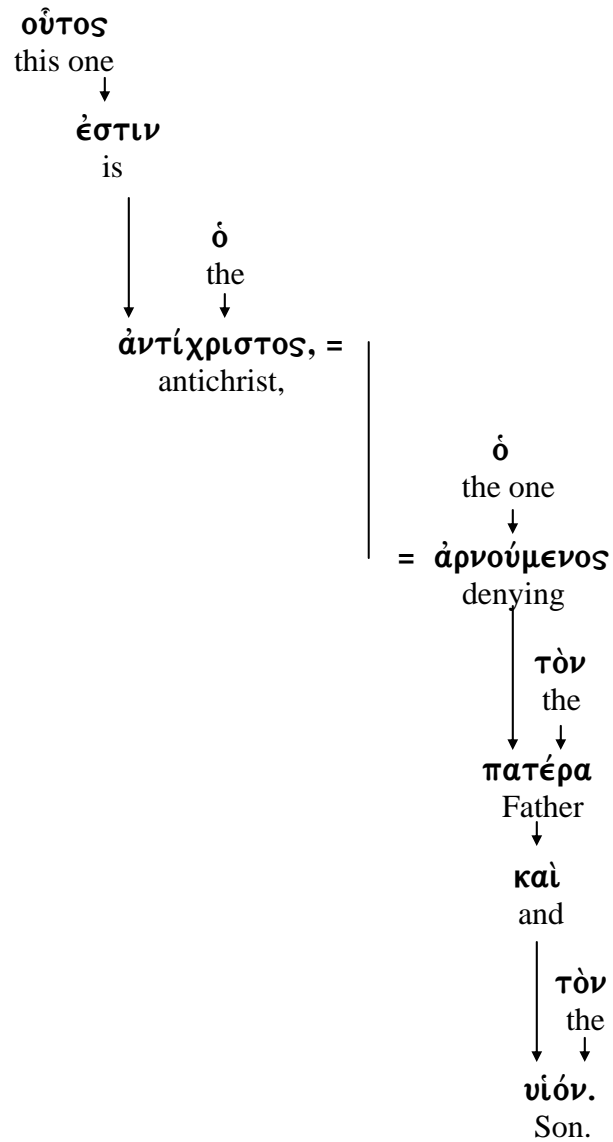 οὗτος
this one
ἐστιν
is
ὁ
the
ἀντίχριστος, =
antichrist,
ὁ
the one
= ἀρνούμενος
denying
τὸν
the
πατέρα
Father
καὶ
and
τὸν
the
υἱόν.
Son.